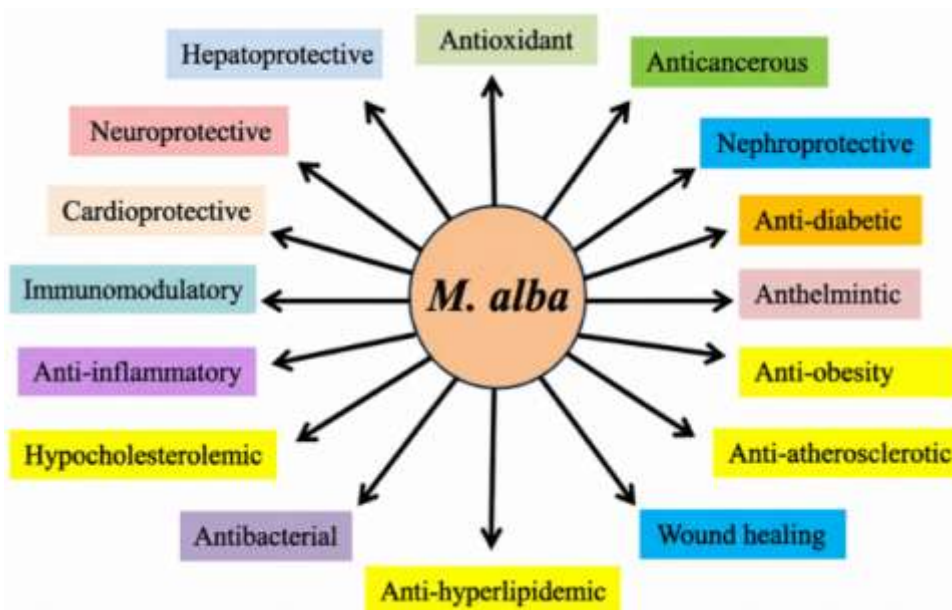 Antioxidant
Hepatoprotective
Anticancerous
Neuroprotective
Nephroprotective
Cardioprotective
Anti-diabetic
Immunomodulatory
M. alba
Anthelmintic
Anti-inflammatory
Anti-obesity
Hypocholesterolemic
Anti-atherosclerotic
Antibacterial
Wound healing
Anti-hyperlipidemic